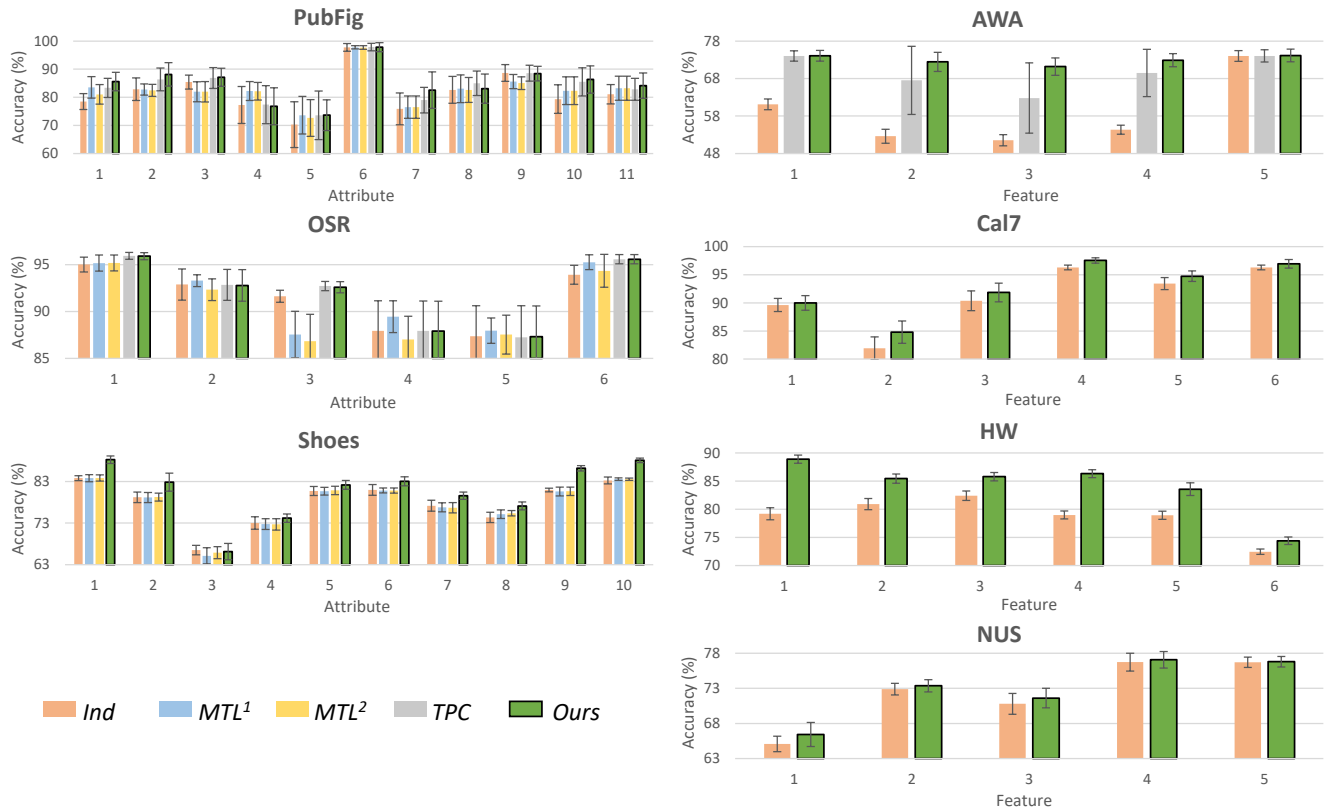 PubFig
Accuracy (%)
100
90
80
70
60
1 2 3 4 5 6 7 8 9 10 11
Attribute
OSR
Accuracy (%)
95
90
85
1 2 3 4 5 6
Attribute
Shoes
Accuracy (%)
83
73
63
1 2 3 4 5 6 7 8 9 10
Attribute
Ind MTL¹ MTL² TPC Ours
AWA
Accuracy (%)
78
68
58
48
1 2 3 4 5
Feature
Cal7
Accuracy (%)
100
95
90
85
80
1 2 3 4 5 6
Feature
HW
Accuracy (%)
90
85
80
75
70
1 2 3 4 5 6
Feature
NUS
Accuracy (%)
78
73
68
63
1 2 3 4 5
Feature